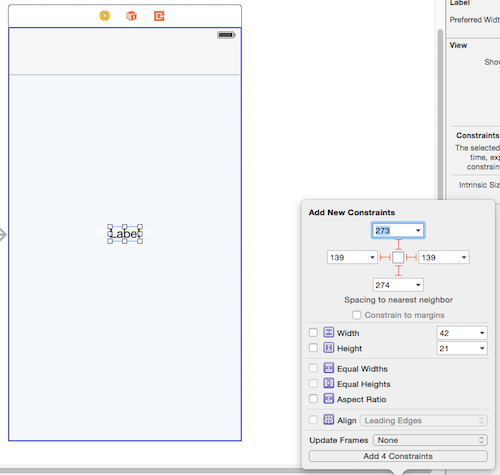 Label
Preferred Widt
View
Show
Label
Constraints
The selected
time, exp
constrain
Intrinsic Siz
Add New Constraints
273
139
139
274
Spacing to nearest neighbor
Constrain to margins
Width
42
Height
21
Equal Widths
Equal Heights
Aspect Ratio
Align
Leading Edges
Update Frames
None
Add 4 Constraints